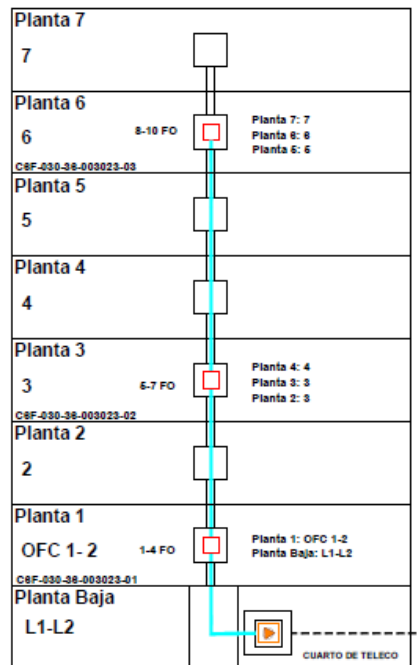 Planta 7
7
Planta 6
6
8-10 FO
Planta 7: 7
Planta 6: 6
Planta 5: 5
C6F-030-36-003023-03
Planta 5
5
Planta 4
4
Planta 3
3
5-7 FO
Planta 4: 4
Planta 3: 3
Planta 2: 3
C6F-030-36-003023-02
Planta 2
2
Planta 1
OFC 1- 2
1-4 FO
Planta 1: OFC 1-2
Planta Baja: L1-L2
C6F-030-36-003023-01
Planta Baja
L1-L2
CUARTO DE TELECO